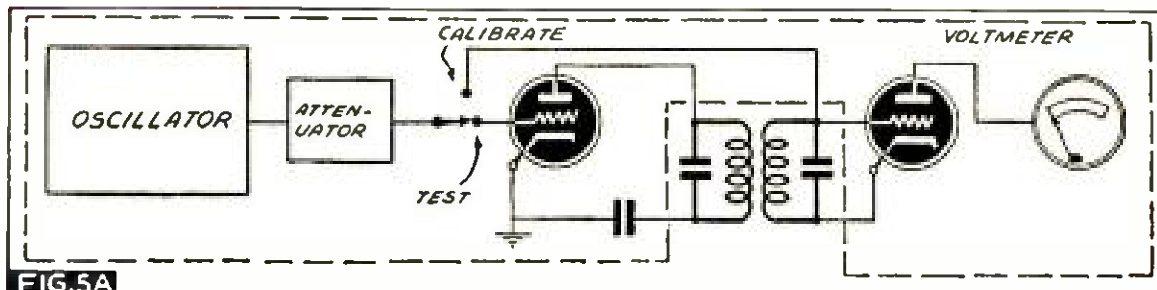 CALIBRATE
VOLTMETER
OSCILLATOR
ATTEN-
UATOR
TEST
FIG.5A